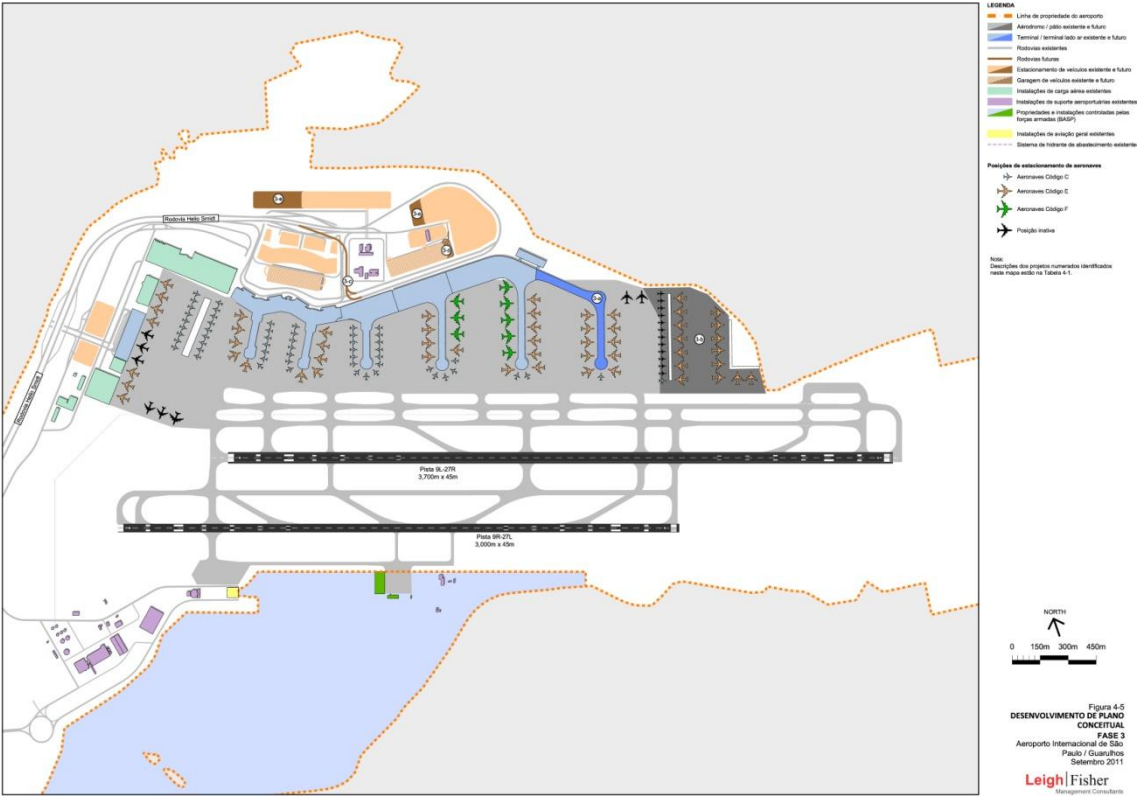 LEGENDA
Linha de propriedade do aeroporto
Aérodromo / pátio existente e futuro
Terminal / terminal lado ar existente e futuro
Rodovias existentes
Rodovias futuras
Estacionamento de veículos existente e futuro
Garagem de veículos existente e futuro
Instalações de carga aérea existentes
Instalações de suporte aeroportuárias existentes
Propriedades e instalações controladas pelas
forças armadas (BASP)
Instalações de aviação geral existentes
Sistema de hidrante de abastecimento existente
Posições de estacionamento de aeronaves
Aeronaves Código C
Aeronaves Código E
Aeronaves Código F
Posição inativa
Nota:
Descrições dos projetos numerados identificados
neste mapa estão na Tabela 4-1.
Rodovia Helio Smidt
Rodovia Helio Smidt
Pista 9L-27R
3,700m x 45m
Pista 9R-27L
3,000m x 45m
NORTH
0 150m 300m 450m
Figura 4-5
DESENVOLVIMENTO DE PLANO
CONCEITUAL
FASE 3
Aeroporto Internacional de São
Paulo / Guarulhos
Setembro 2011
Leigh|Fisher
Management Consultants